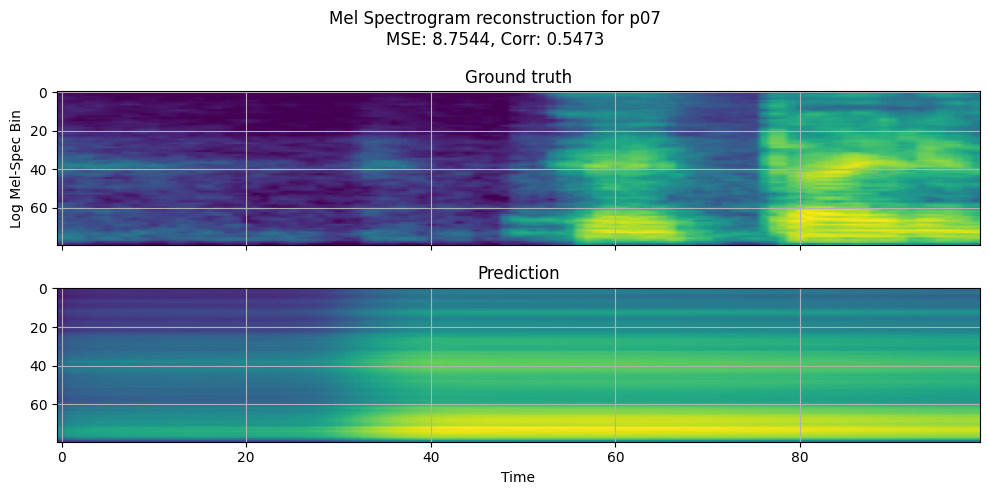 Mel Spectrogram reconstruction for p07
MSE: 8.7544, Corr: 0.5473
Ground truth
Log Mel-Spec Bin
0
20
40
60
Prediction
0
20
40
60
0 20 40 60 80
Time